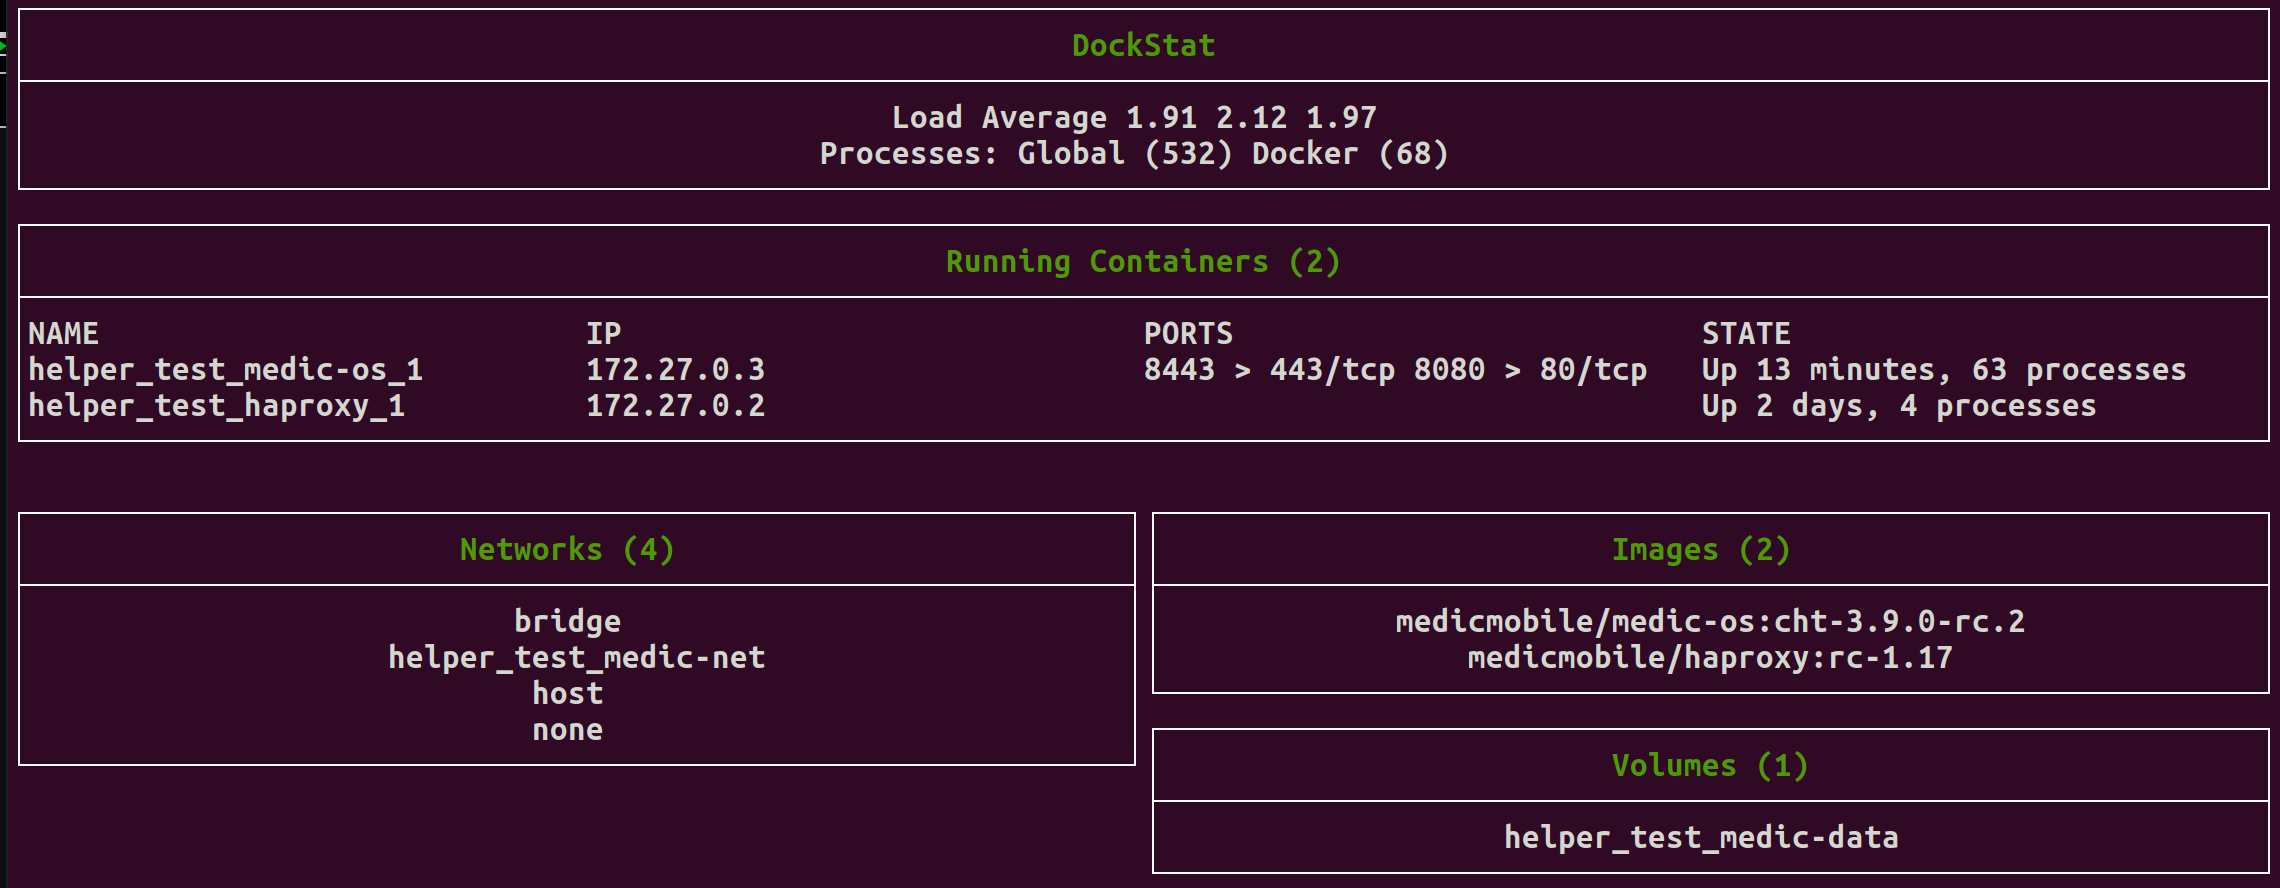 DockStat
Load Average 1.91 2.12 1.97
Processes: Global (532) Docker (68)
Running Containers (2)
NAME IP PORTS STATE
helper_test_medic-os_1 172.27.0.3 8443 > 443/tcp 8080 > 80/tcp Up 13 minutes, 63 processes
helper_test_haproxy_1 172.27.0.2 Up 2 days, 4 processes
Networks (4)
bridge
helper_test_medic-net
host
none
Images (2)
medicmobile/medic-os:cht-3.9.0-rc.2
medicmobile/haproxy:rc-1.17
Volumes (1)
helper_test_medic-data